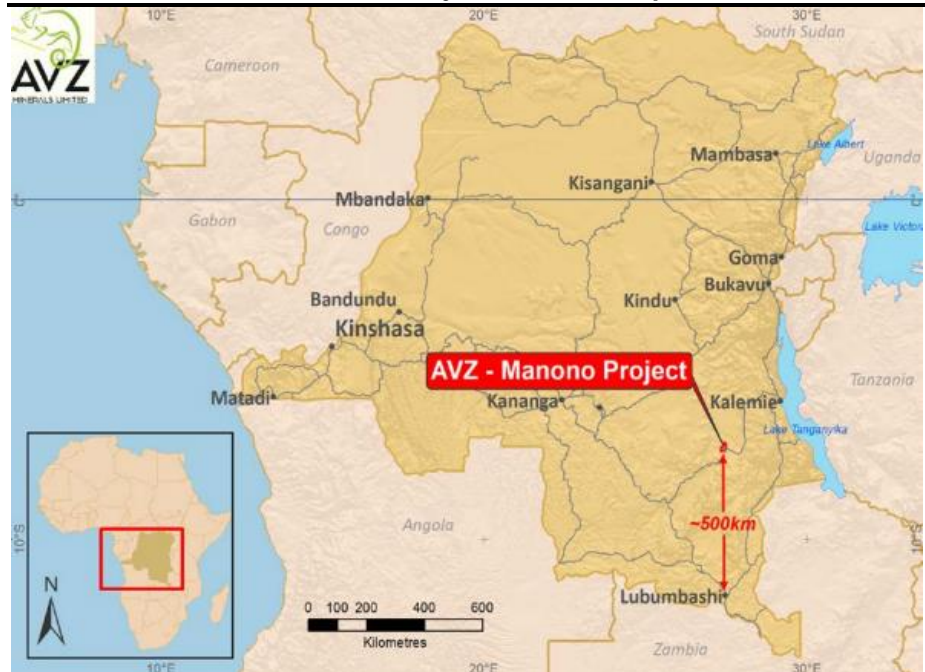 10°E
20°E
30°E
South Sudan
AVZ
MINERALS LIMITED
Cameroon
Lake Albert
Mambasa
Uganda
Kisangani
Mbandaka
Gabon
Congo
Lake Victori
Goma
Bukavu
Bandundu
Kindu
Kinshasa
AVZ - Manono Project
Tanzania
Matadi
Kananga
Kalemie
Lake Tanganyika
Angola
~500km
10°S
10°S
N
Lubumbashi
0 100 200 400 600
Kilometres
Zambia
10°E
20°E
30°E